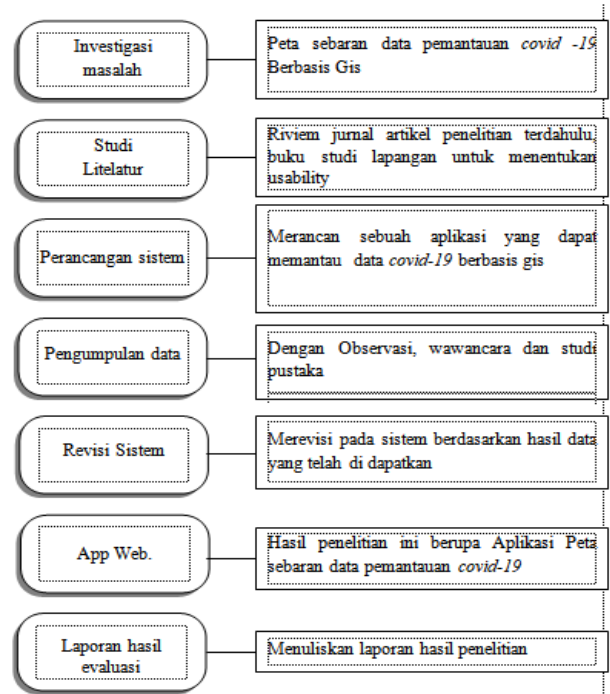 Investigasi
masalah
Peta sebaran data pemantauan covid -19
Berbasis Gis
Studi
Litelatur
Riviem jurnal artikel penelitian terdahulu,
buku studi lapangan untuk menentukan
usability
Perancangan sistem
Merancan sebuah aplikasi yang dapat
memantau data covid-19 berbasis gis
Pengumpulan data
Dengan Observasi, wawancara dan studi
pustaka
Revisi Sistem
Merevisi pada sistem berdasarkan hasil data
yang telah di dapatkan
App Web.
Hasil penelitian ini berupa Aplikasi Peta
sebaran data pemantauan covid-19
Laporan hasil
evaluasi
Menuliskan laporan hasil penelitian